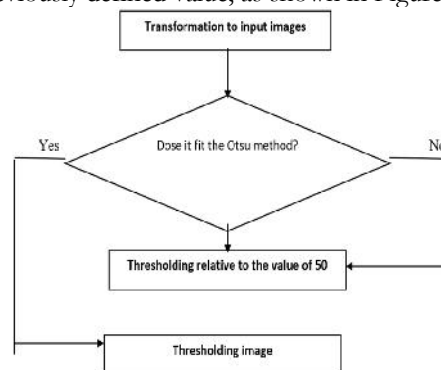 eviously defined value, as shown in Figure
Transformation to input images
Dose it fit the Otsu method?
Yes
No
Thresholding relative to the value of 50
Thresholding image